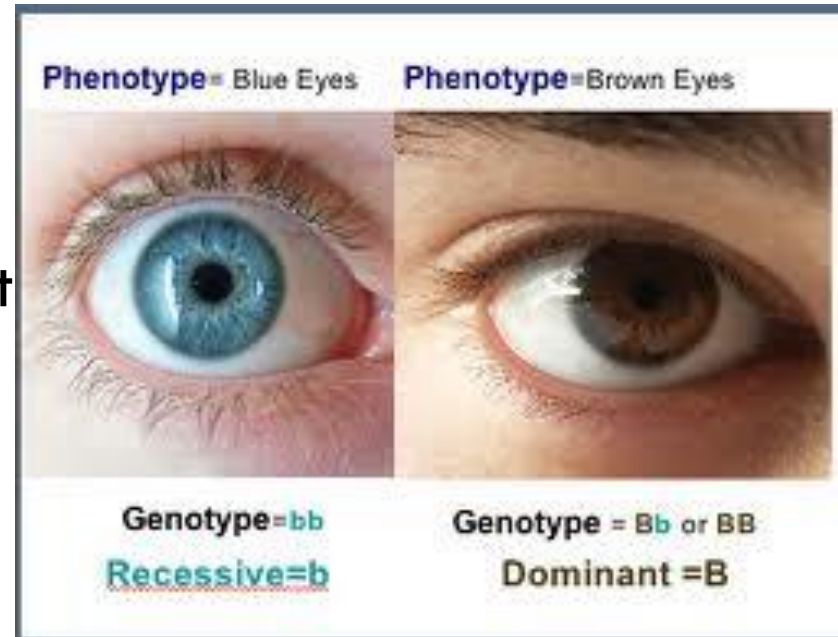 Phenotype= Blue Eyes
Phenotype=Brown Eyes
t
Genotype=bb
Recessive=b
Genotype = Bb or BB
Dominant =B